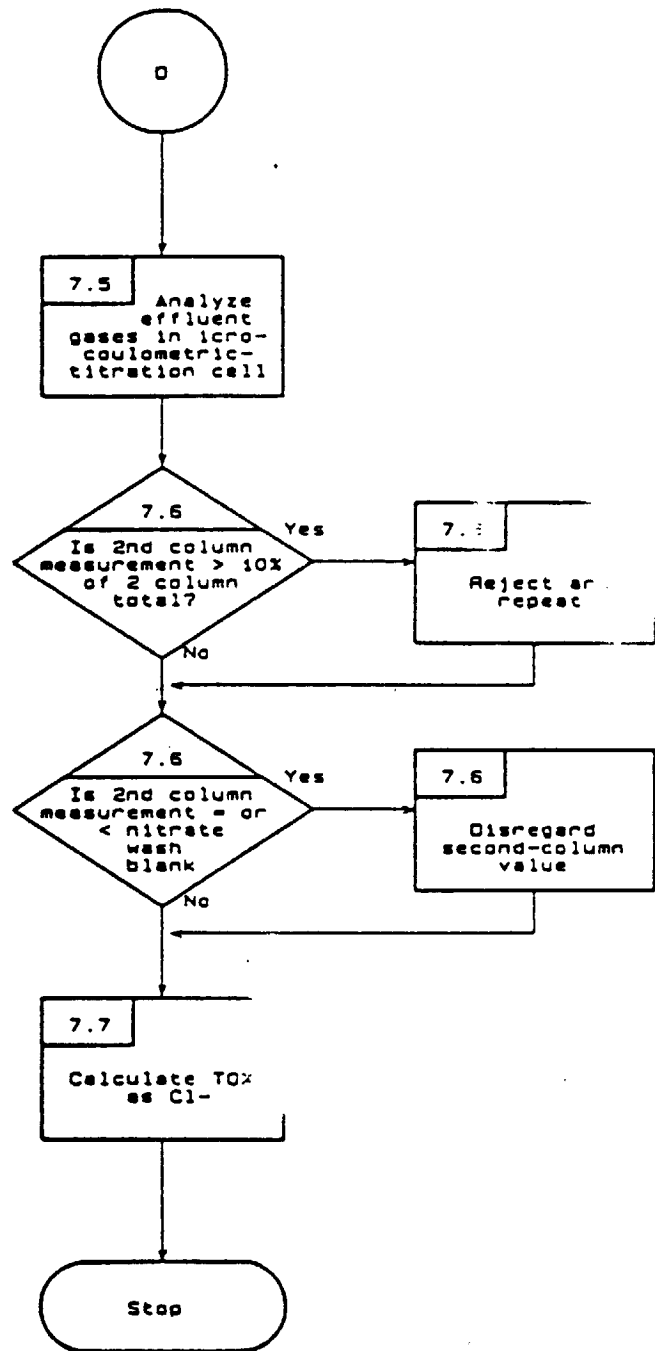 D
7.5
Analyze
effluent
gases in icro-
coulometric-
titration cell
7.6
Is 2nd column
measurement > 10%
of 2 column
total?
Yes
7.
Reject
repeat
No
7.6
Is 2nd column
measurement = or
< nitrate
wash
blank
Yes
7.6
Disregard
second-column
value
No
7.7
Calculate TOX
as Cl-
Stop